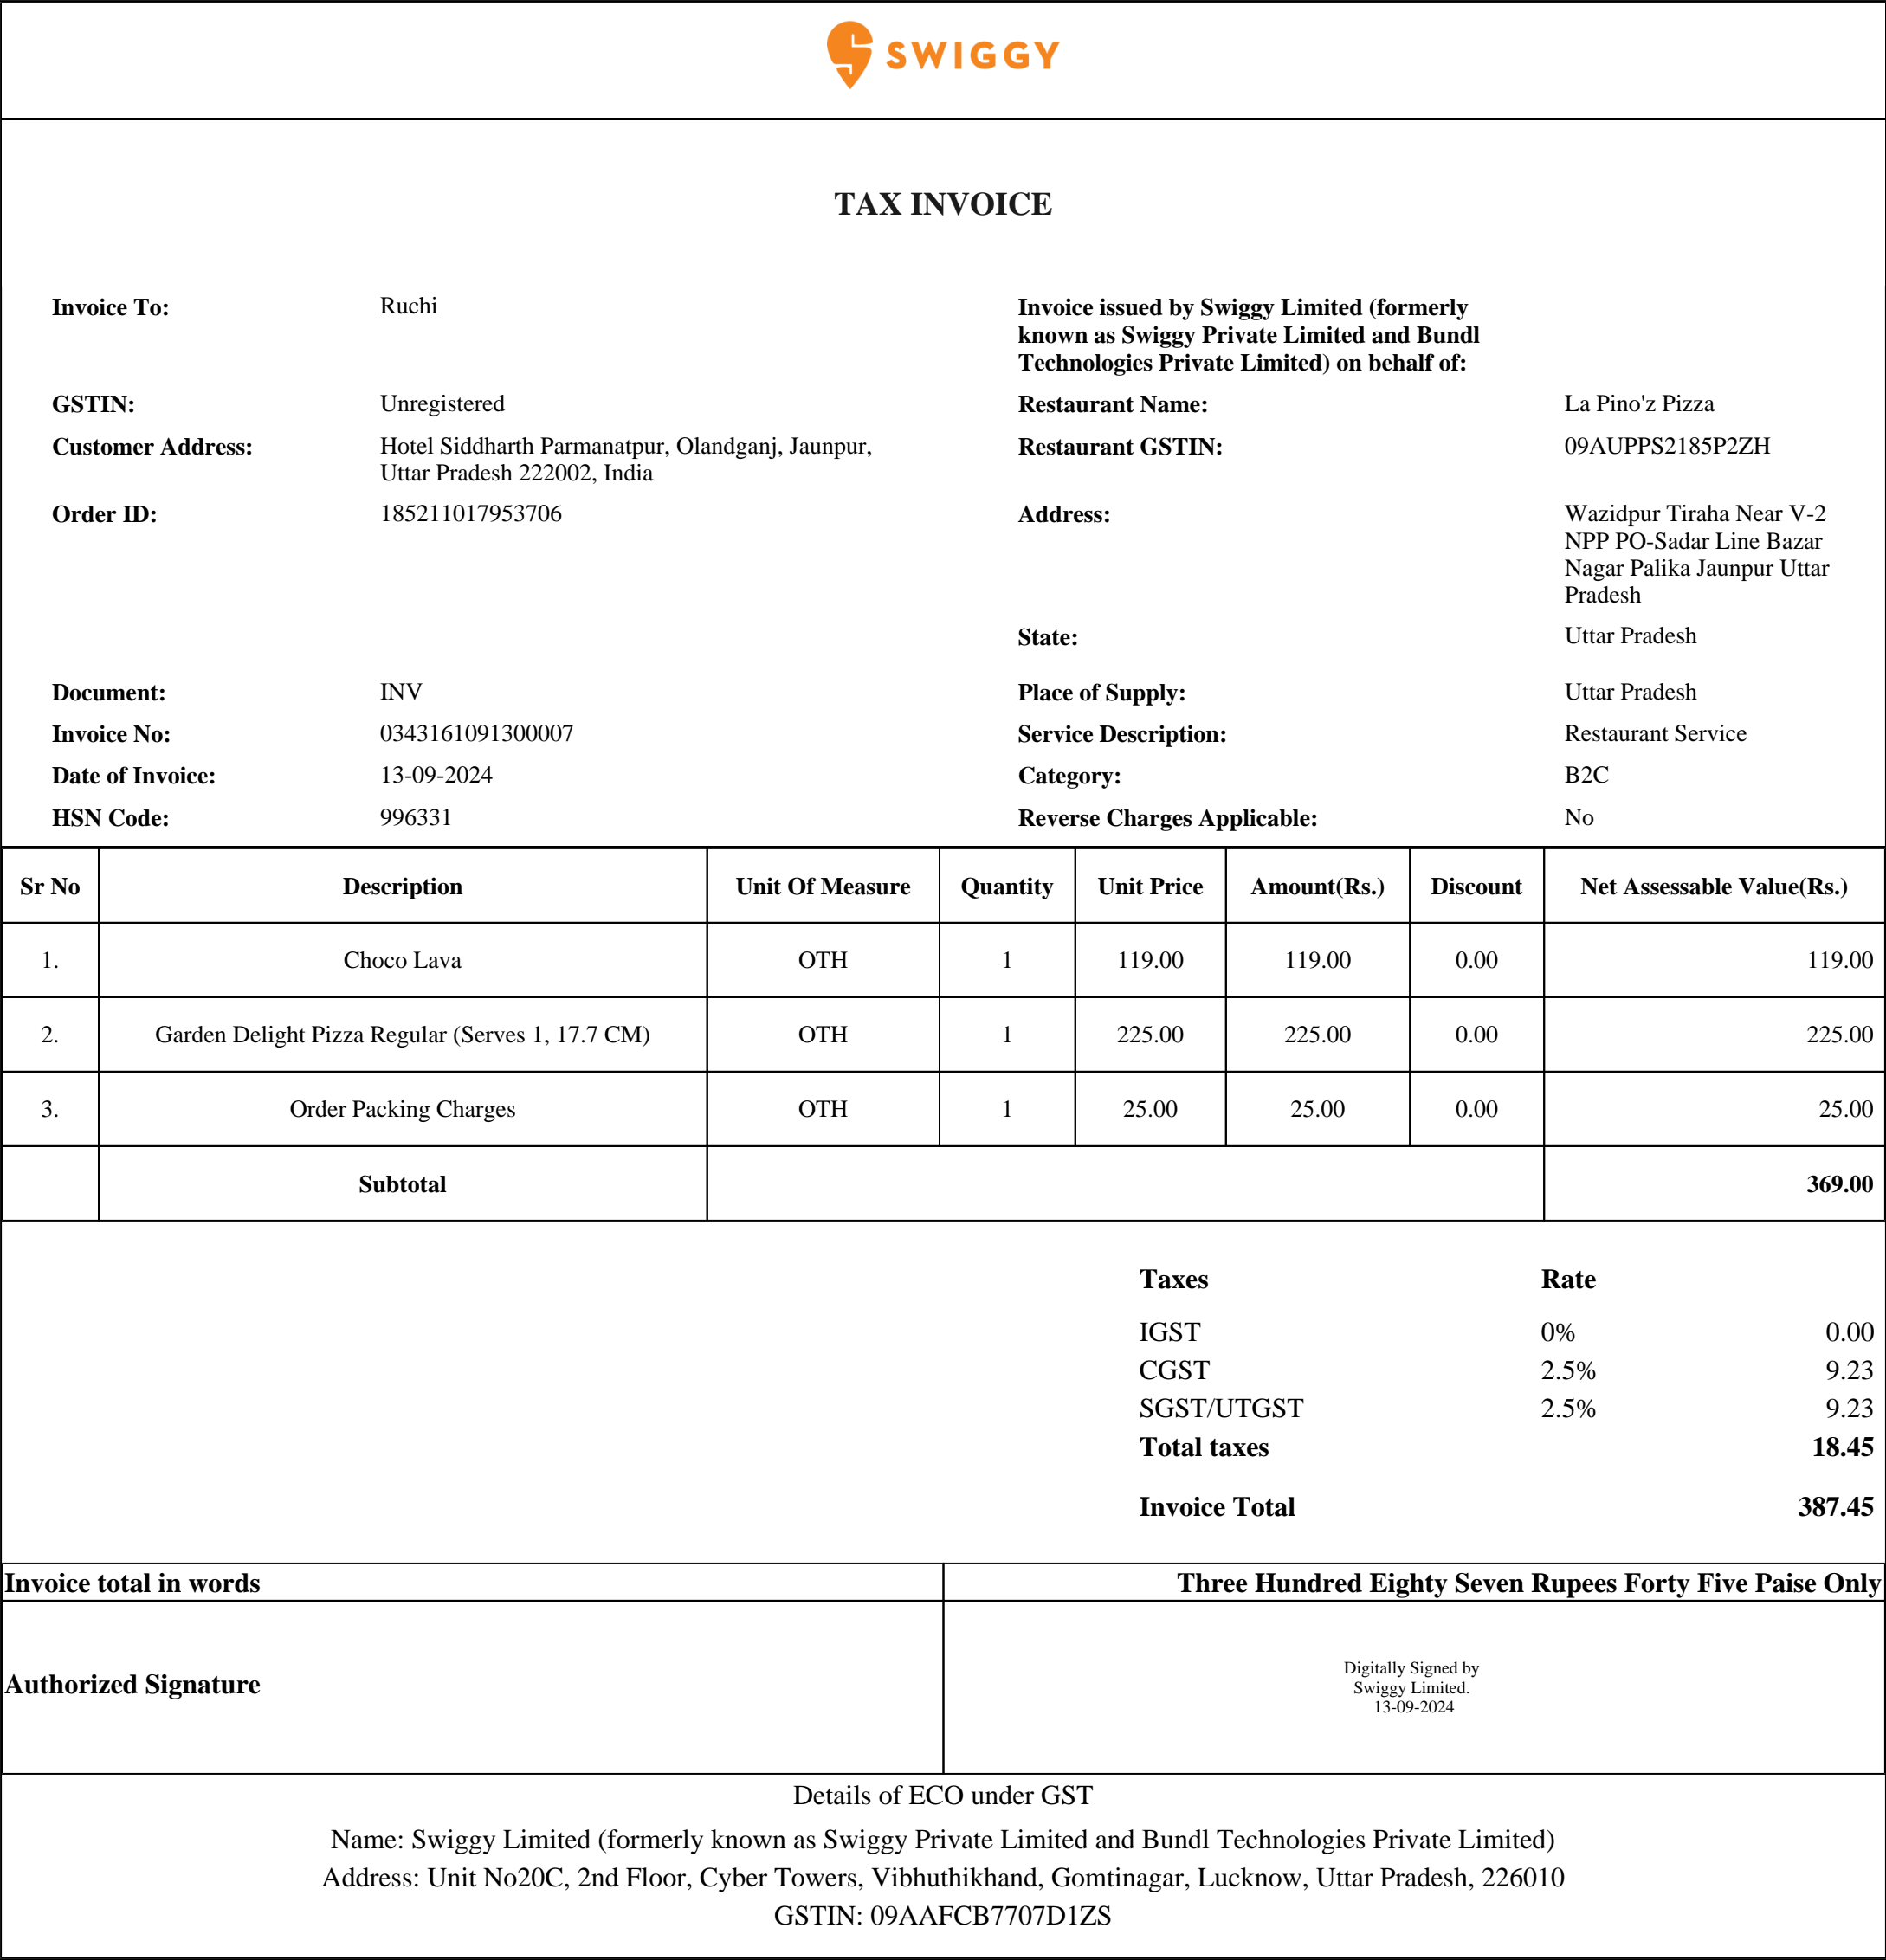 SWIGGY
TAX INVOICE
Invoice To: Ruchi
Invoice issued by Swiggy Limited (formerly
known as Swiggy Private Limited and Bundl
Technologies Private Limited) on behalf of:
GSTIN: Unregistered
Restaurant Name: La Pino'z Pizza
Customer Address: Hotel Siddharth Parmanatpur, Olandganj, Jaunpur,
Uttar Pradesh 222002, India
Restaurant GSTIN: 09AUPPS2185P2ZH
Order ID: 185211017953706
Address: Wazidpur Tiraha Near V-2
NPP PO-Sadar Line Bazar
Nagar Palika Jaunpur Uttar
Pradesh
State: Uttar Pradesh
Document: INV
Place of Supply: Uttar Pradesh
Invoice No: 0343161091300007
Service Description: Restaurant Service
Date of Invoice: 13-09-2024
Category: B2C
HSN Code: 996331
Reverse Charges Applicable: No
Sr No Description Unit Of Measure Quantity Unit Price Amount(Rs.) Discount Net Assessable Value(Rs.)
1. Choco Lava OTH 1 119.00 119.00 0.00 119.00
2. Garden Delight Pizza Regular (Serves 1, 17.7 CM) OTH 1 225.00 225.00 0.00 225.00
3. Order Packing Charges OTH 1 25.00 25.00 0.00 25.00
Subtotal 369.00
Taxes Rate
IGST 0% 0.00
CGST 2.5% 9.23
SGST/UTGST 2.5% 9.23
Total taxes 18.45
Invoice Total 387.45
Invoice total in words Three Hundred Eighty Seven Rupees Forty Five Paise Only
Authorized Signature
Digitally Signed by
Swiggy Limited.
13-09-2024
Details of ECO under GST
Name: Swiggy Limited (formerly known as Swiggy Private Limited and Bundl Technologies Private Limited)
Address: Unit No20C, 2nd Floor, Cyber Towers, Vibhuthikhand, Gomtinagar, Lucknow, Uttar Pradesh, 226010
GSTIN: 09AAFCB7707D1ZS